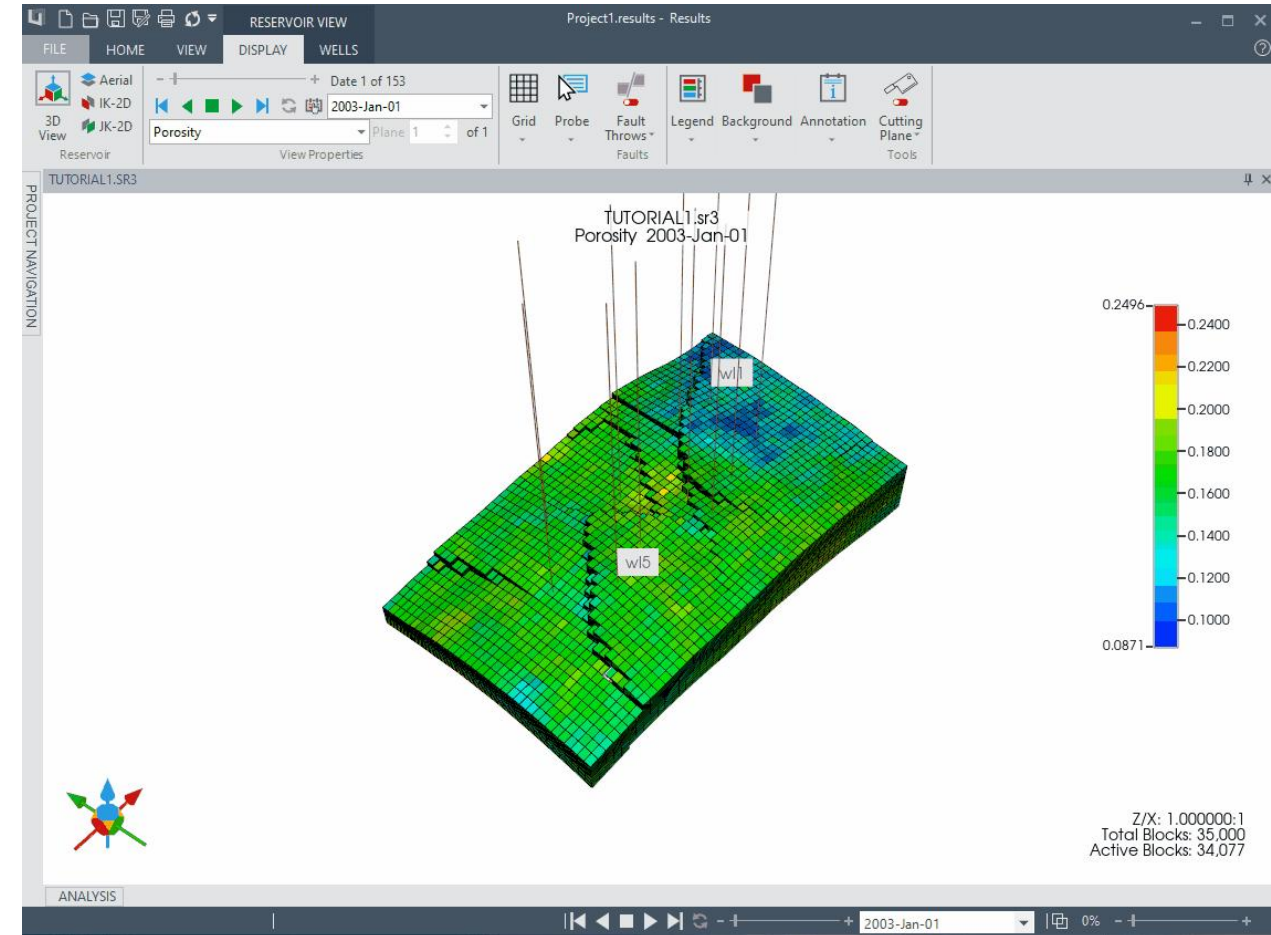 RESERVOIR VIEW
Project1.results - Results
FILE HOME VIEW DISPLAY WELLS
Aerial
IK-2D
JK-2D
3D
View
Reservoir
- + Date 1 of 153
2003-Jan-01
Porosity Plane 1 of 1
View Properties
Grid
Probe
Fault
Throws
Faults
Legend
Background
Annotation
Cutting
Plane
Tools
TUTORIAL1.SR3
PROJECT NAVIGATION
TUTORIAL1.sr3
Porosity 2003-Jan-01
wl1
wl5
0.2496
0.2400
0.2200
0.2000
0.1800
0.1600
0.1400
0.1200
0.1000
0.0871
Z/X: 1.000000:1
Total Blocks: 35,000
Active Blocks: 34,077
ANALYSIS
- + 2003-Jan-01 0% - +